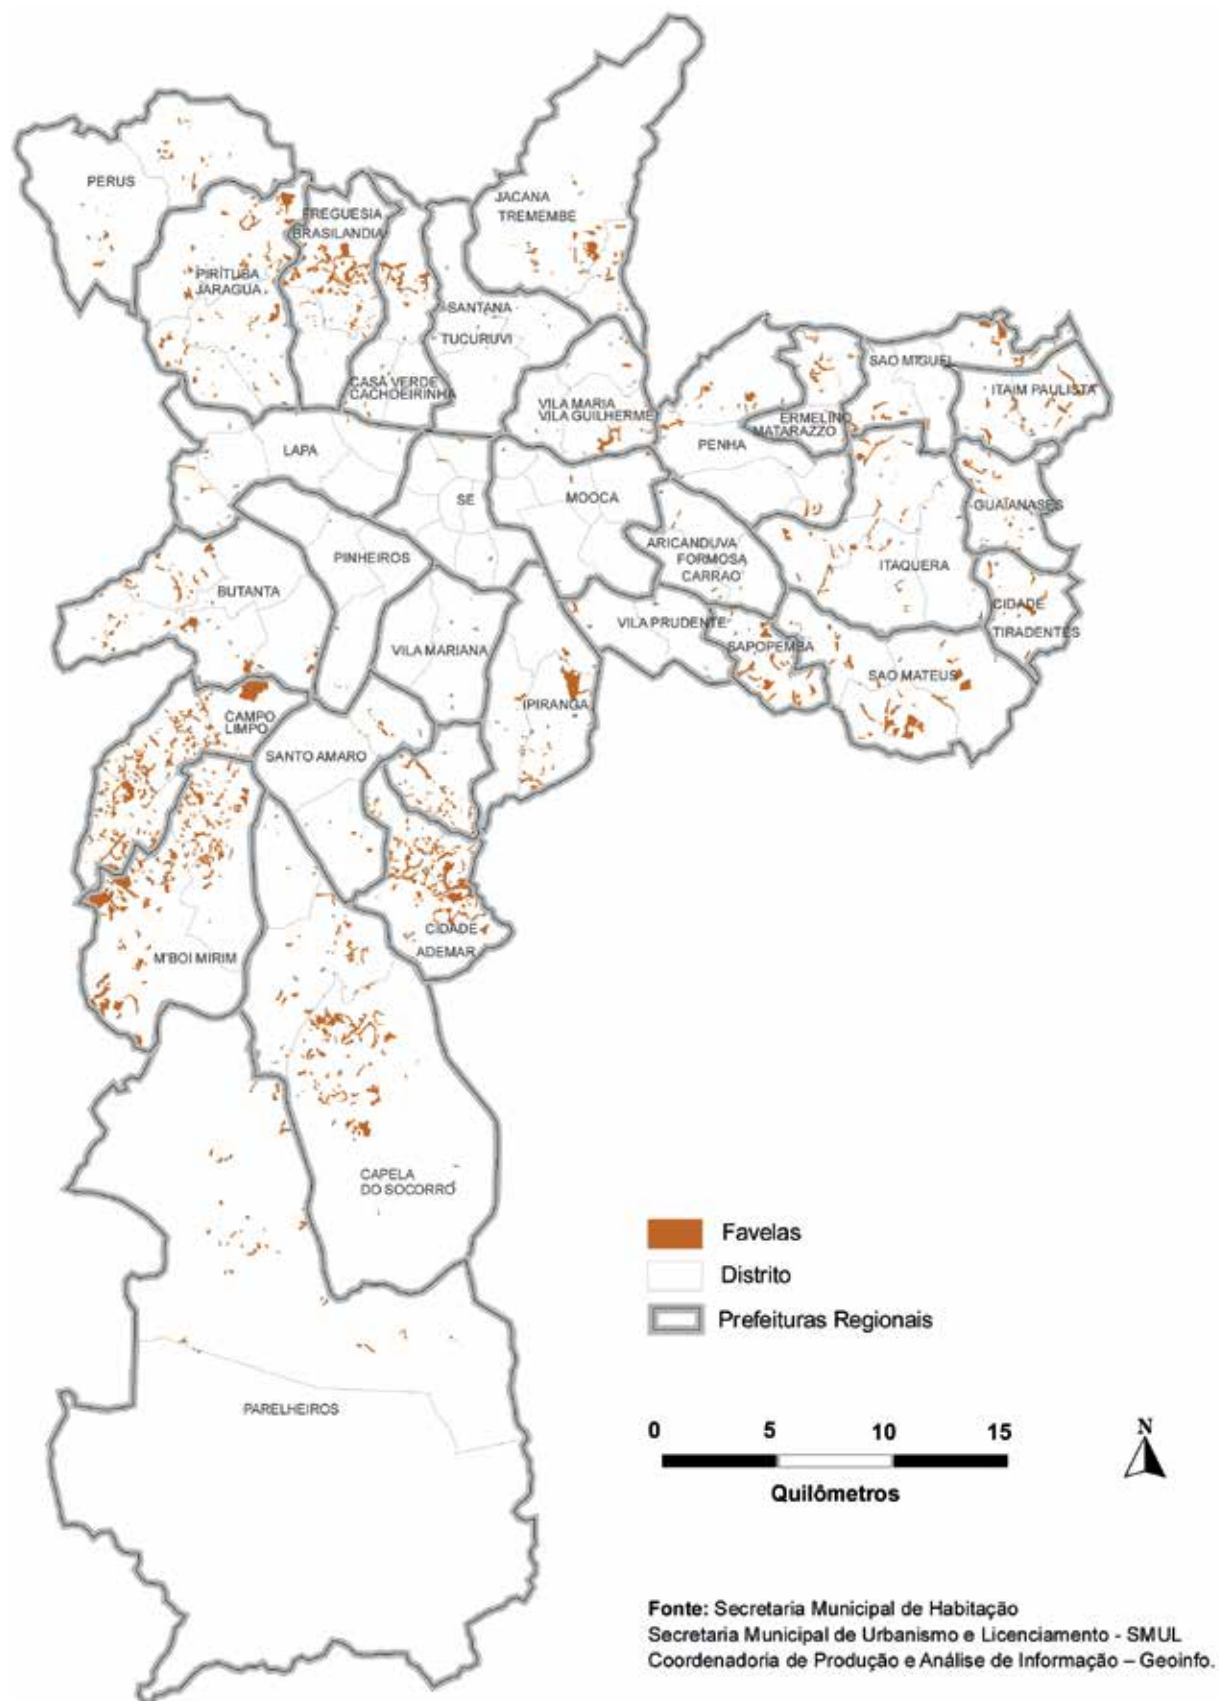 JACANA
TREMEMBE
PERUS
FREGUESIA
BRASILANDIA
PIRITUBA
JARAGUA
SANTANA
TUCURUVI
CASA VERDE
CACHOEIRINHA
VILA MARIA
VILA GUILHERME
SAO MIGUEL
ITAIM PAULISTA
ERMELINO
MATARAZZO
PENHA
LAPA
SE
MOOCA
GUAIANASES
ARICANDUVA
FORMOSA
CARRAO
PINHEIROS
ITAQUERA
BUTANTA
CIDADE
TIRADENTES
VILA PRUDENTE
SAPOPEMBA
VILA MARIANA
SAO MATEUS
IPIRANGA
CAMPO
LIMPO
SANTO AMARO
CIDADE
ADEMAR
M'BOI MIRIM
CAPELA
DO SOCORRO
PARELHEIROS
Favelas
Distrito
Prefeituras Regionais
0 5 10 15
Quilômetros
N
Fonte: Secretaria Municipal de Habitação
Secretaria Municipal de Urbanismo e Licenciamento - SMUL
Coordenadoria de Produção e Análise de Informação – Geoinfo.